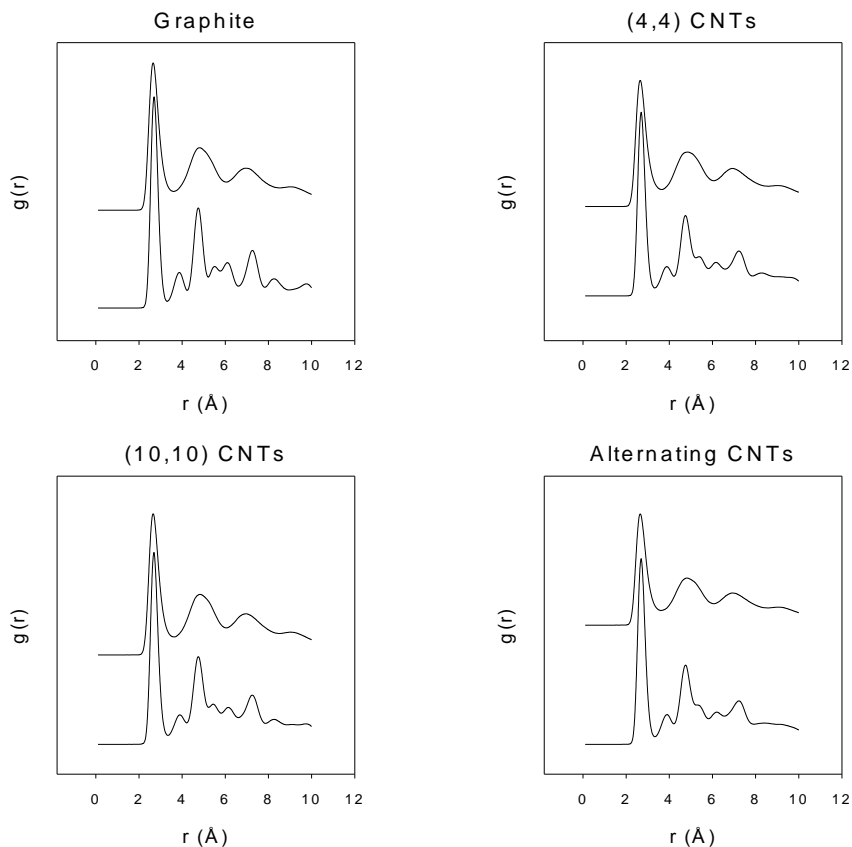 Graphite
g(r)
0 2 4 6 8 10 12
r (Å)
(4,4) CNTs
g(r)
0 2 4 6 8 10 12
r (Å)
(10,10) CNTs
g(r)
0 2 4 6 8 10 12
r (Å)
Alternating CNTs
g(r)
0 2 4 6 8 10 12
r (Å)